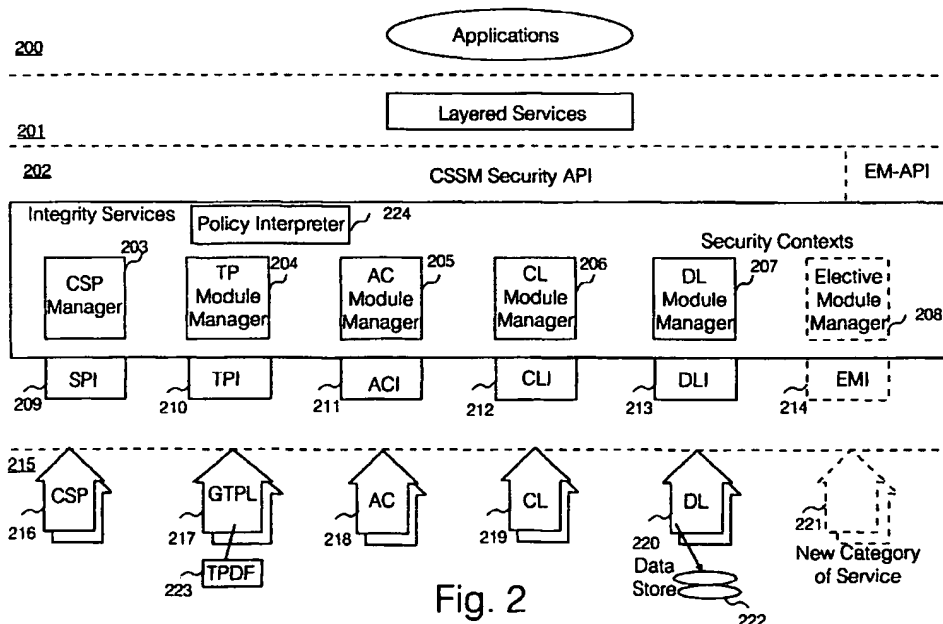 Applications
200
Layered Services
201
202
CSSM Security API
EM-API
Integrity Services
Policy Interpreter
224
Security Contexts
203
CSP
Manager
204
TP
Module
Manager
205
AC
Module
Manager
206
CL
Module
Manager
207
DL
Module
Manager
Elective
Module
Manager
208
SPI
209
TPI
210
ACI
211
CLI
212
DLI
213
EMI
214
215
CSP
216
GTPL
217
TPDF
223
AC
218
CL
219
DL
220
Data
Store
222
221
New Category
of Service
Fig. 2